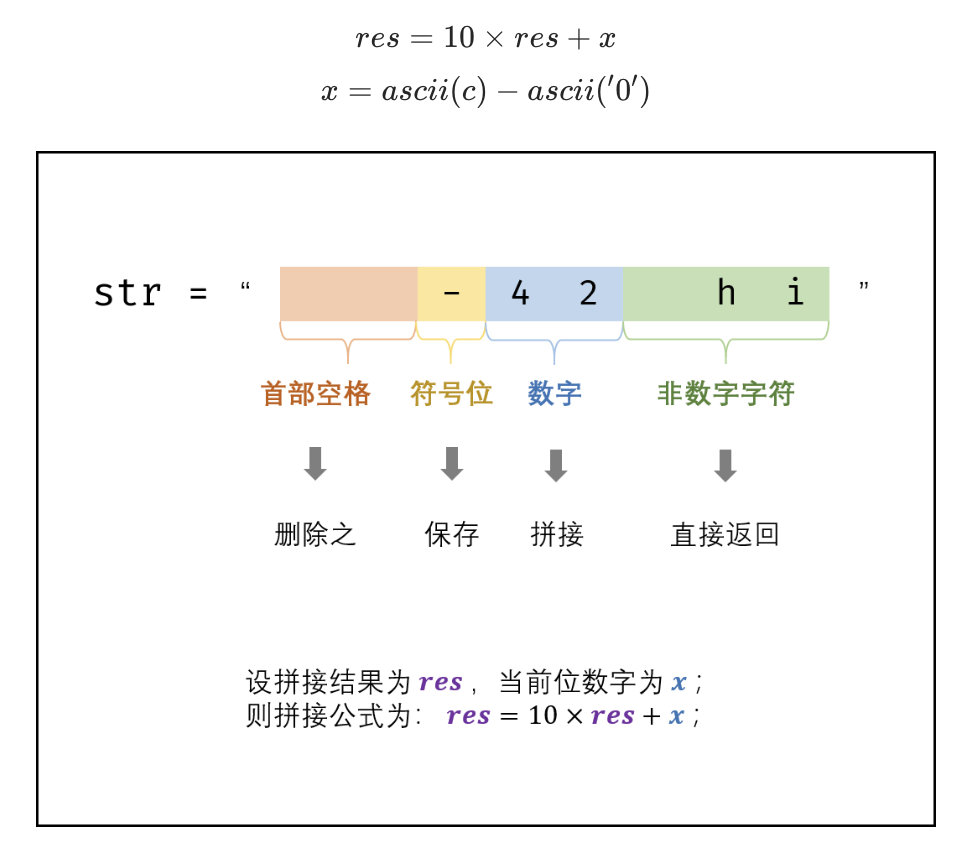 res = 10 × res + x
x = ascii(c) − ascii('0')
str = “ - 4 2 h i ”
首部空格 符号位 数字 非数字字符
删除之 保存 拼接 直接返回
设拼接结果为 res ，当前位数字为 x ；
则拼接公式为： res = 10 × res + x ；